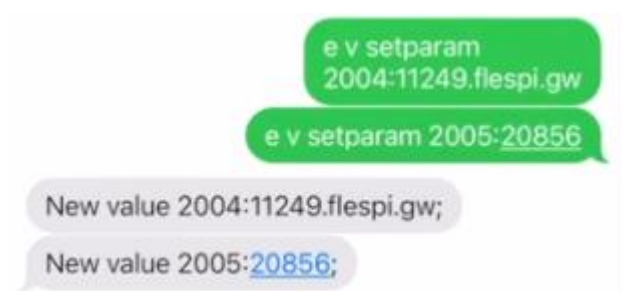 e v setparam
2004:11249.flespi.gw
e v setparam 2005:20856
New value 2004:11249.flespi.gw;
New value 2005:20856;